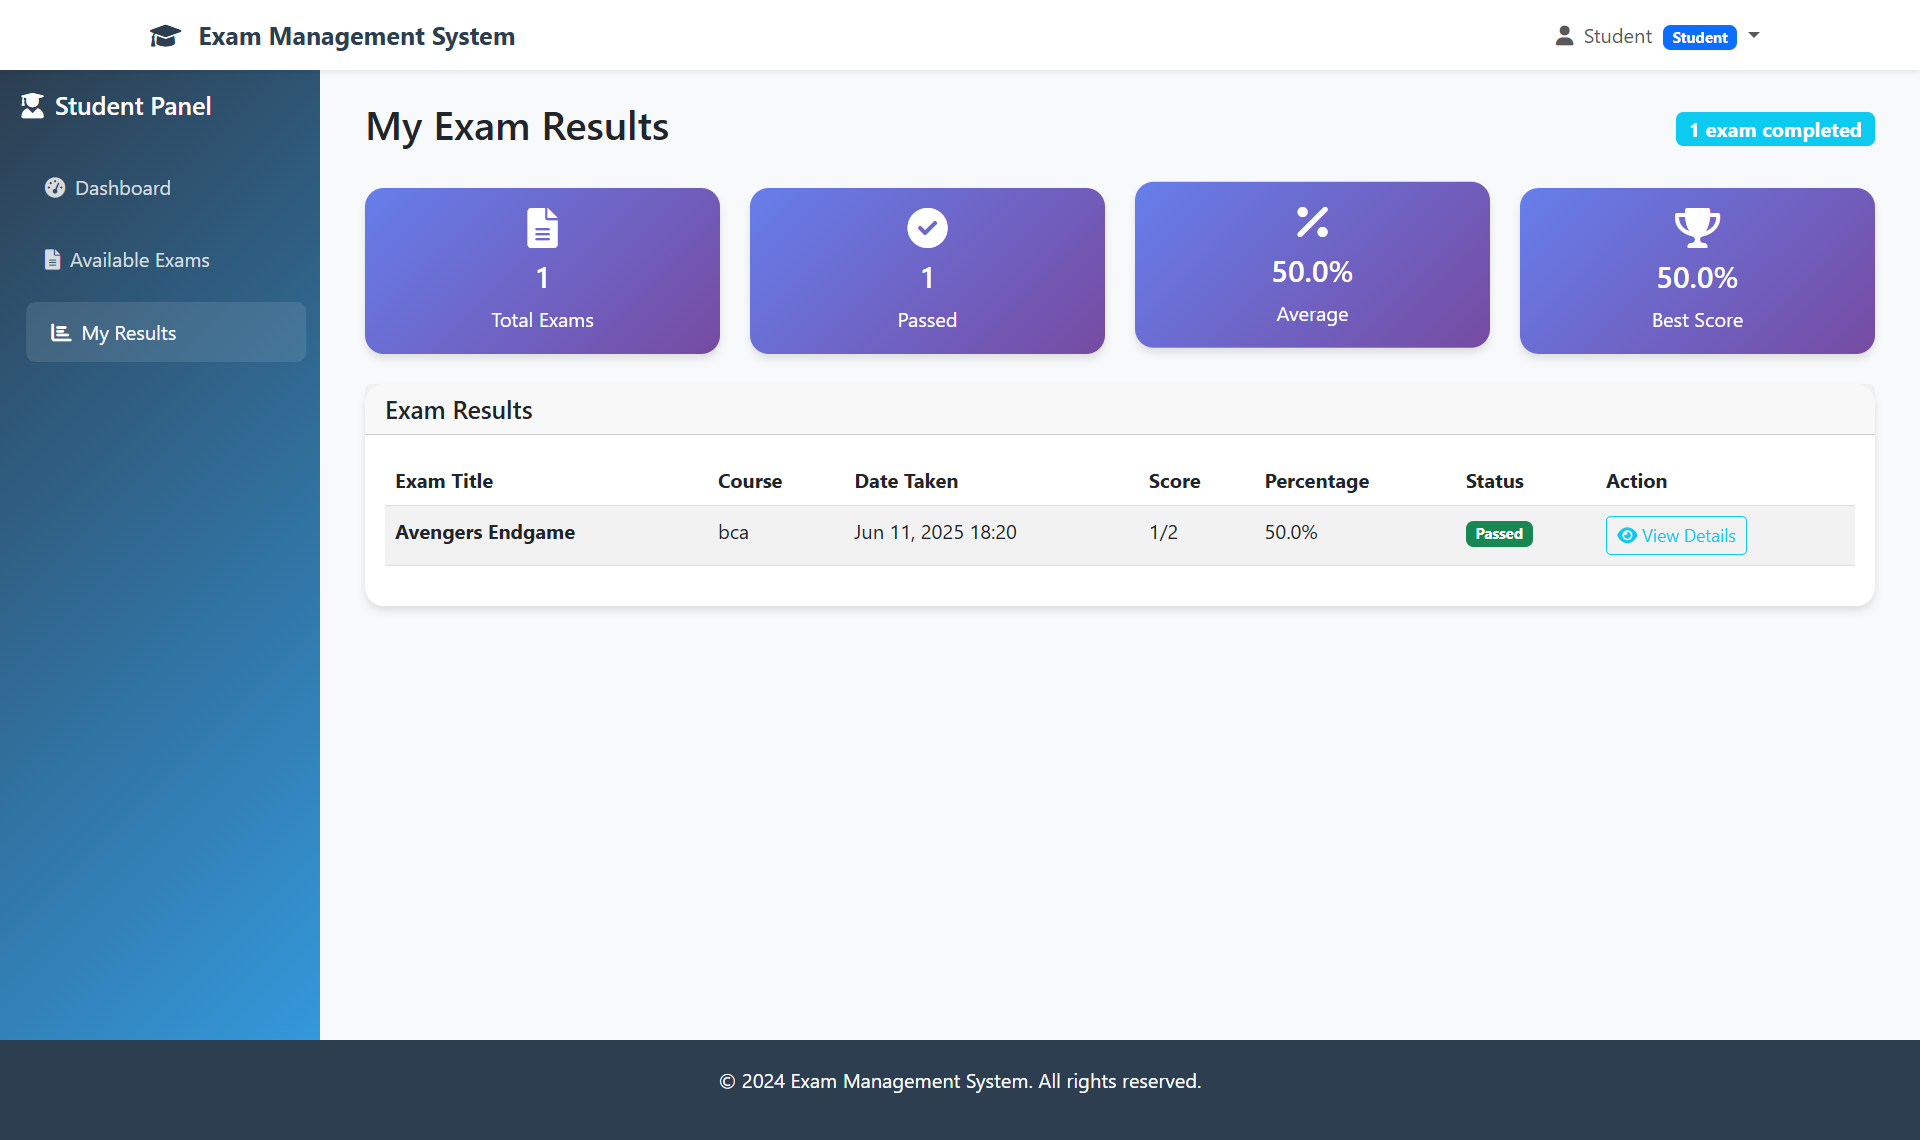 Exam Management System
Student Student
Student Panel
Dashboard
Available Exams
My Results
My Exam Results
1 exam completed
1
Total Exams
1
Passed
50.0%
Average
50.0%
Best Score
Exam Results
Exam Title Course Date Taken Score Percentage Status Action
Avengers Endgame bca Jun 11, 2025 18:20 1/2 50.0% Passed View Details
© 2024 Exam Management System. All rights reserved.